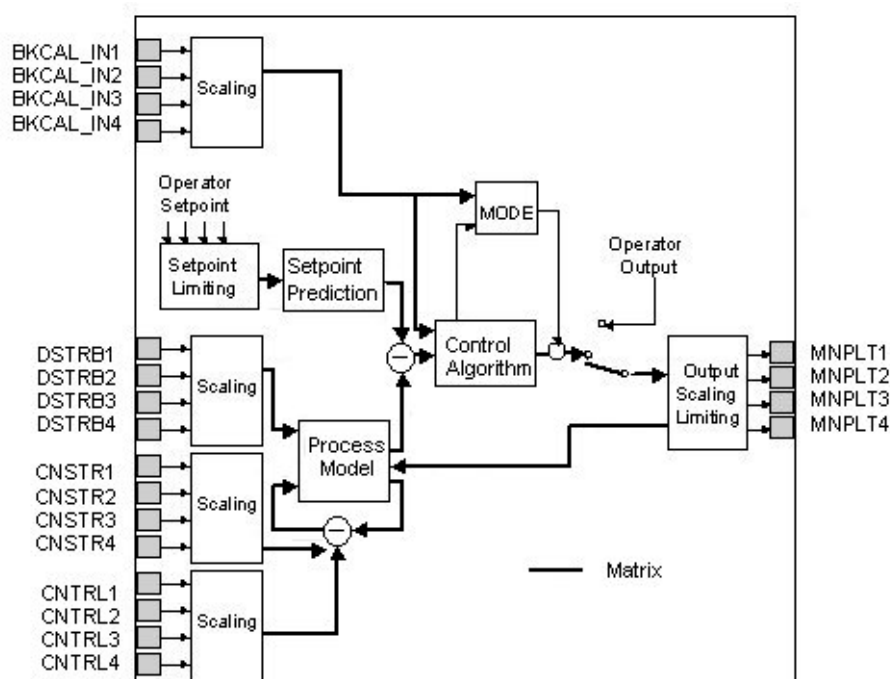 BKCAL_IN1
BKCAL_IN2
BKCAL_IN3
BKCAL_IN4
Scaling
Operator
Setpoint
MODE
Operator
Output
Setpoint
Limiting
Setpoint
Prediction
DSTRB1
DSTRB2
DSTRB3
DSTRB4
Scaling
Control
Algorithm
Output
Scaling
Limiting
MNPLT1
MNPLT2
MNPLT3
MNPLT4
Process
Model
CNSTR1
CNSTR2
CNSTR3
CNSTR4
Scaling
Matrix
CNTRL1
CNTRL2
CNTRL3
CNTRL4
Scaling